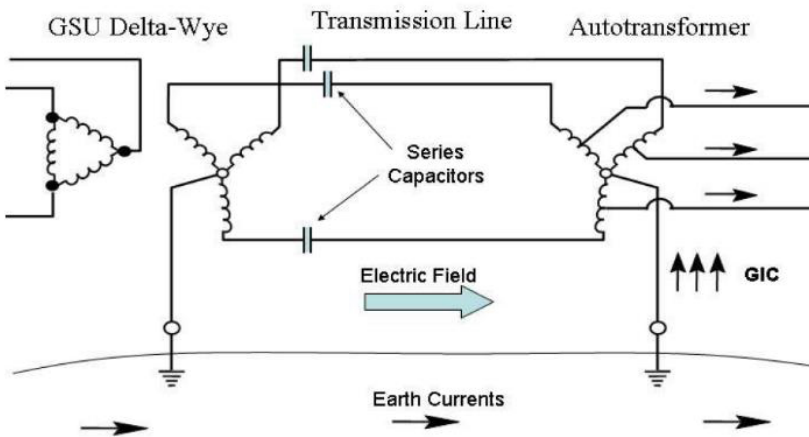 GSU Delta-Wye
Transmission Line
Autotransformer
Series
Capacitors
Electric Field
GIC
Earth Currents